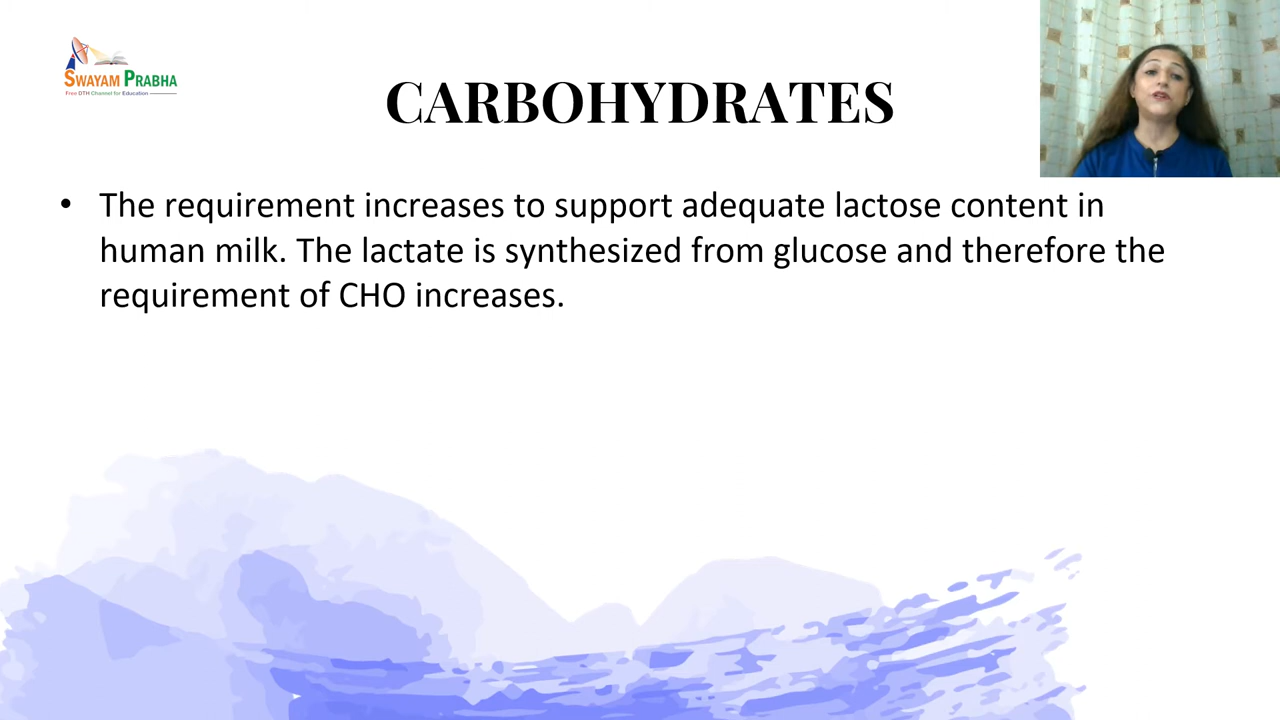 SWAYAM PRABHA
Free DTH Channel for Education
CARBOHYDRATES
• The requirement increases to support adequate lactose content in
human milk. The lactate is synthesized from glucose and therefore the
requirement of CHO increases.